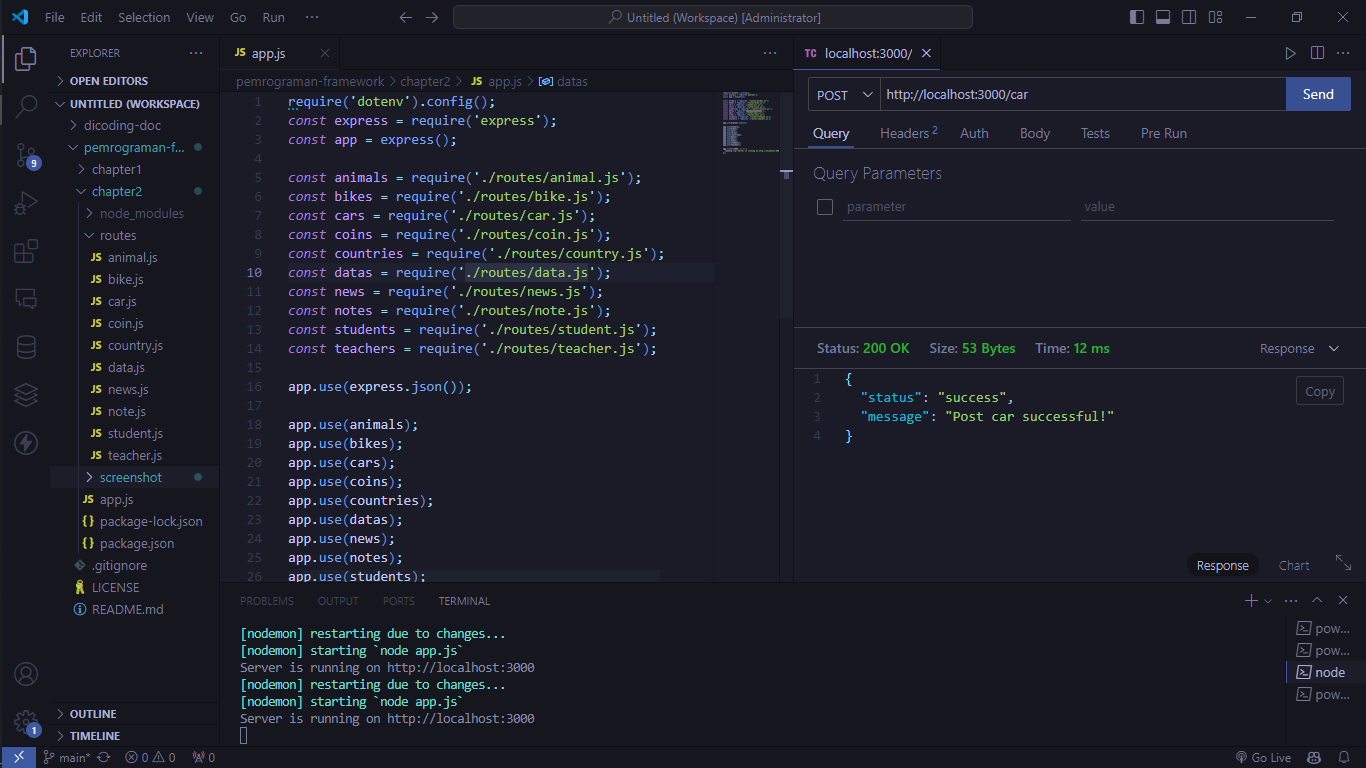 File Edit Selection View Go Run ··· Untitled (Workspace) [Administrator]
EXPLORER
OPEN EDITORS
UNTITLED (WORKSPACE)
dicoding-doc
pemrograman-f...
chapter1
chapter2
node_modules
routes
JS animal.js
JS bike.js
JS car.js
JS coin.js
JS country.js
JS data.js
JS news.js
JS note.js
JS student.js
JS teacher.js
screenshot
JS app.js
{} package-lock.json
{} package.json
.gitignore
LICENSE
README.md
OUTLINE
TIMELINE
9
1
JS app.js
pemrograman-framework > chapter2 > JS app.js > datas
1 require('dotenv').config();
2 const express = require('express');
3 const app = express();
4
5 const animals = require('./routes/animal.js');
6 const bikes = require('./routes/bike.js');
7 const cars = require('./routes/car.js');
8 const coins = require('./routes/coin.js');
9 const countries = require('./routes/country.js');
10 const datas = require('./routes/data.js');
11 const news = require('./routes/news.js');
12 const notes = require('./routes/note.js');
13 const students = require('./routes/student.js');
14 const teachers = require('./routes/teacher.js');
15
16 app.use(express.json());
17
18 app.use(animals);
19 app.use(bikes);
20 app.use(cars);
21 app.use(coins);
22 app.use(countries);
23 app.use(datas);
24 app.use(news);
25 app.use(notes);
26 app.use(students);
TC localhost:3000/
POST http://localhost:3000/car Send
Query Headers 2 Auth Body Tests Pre Run
Query Parameters
parameter value
Status: 200 OK Size: 53 Bytes Time: 12 ms Response
1 {
2 "status": "success",
3 "message": "Post car successful!"
4 }
Copy
Response Chart
PROBLEMS OUTPUT PORTS TERMINAL
[nodemon] restarting due to changes...
[nodemon] starting `node app.js`
Server is running on http://localhost:3000
[nodemon] restarting due to changes...
[nodemon] starting `node app.js`
Server is running on http://localhost:3000
pow...
pow...
node
pow...
main* 0 0 0 Go Live